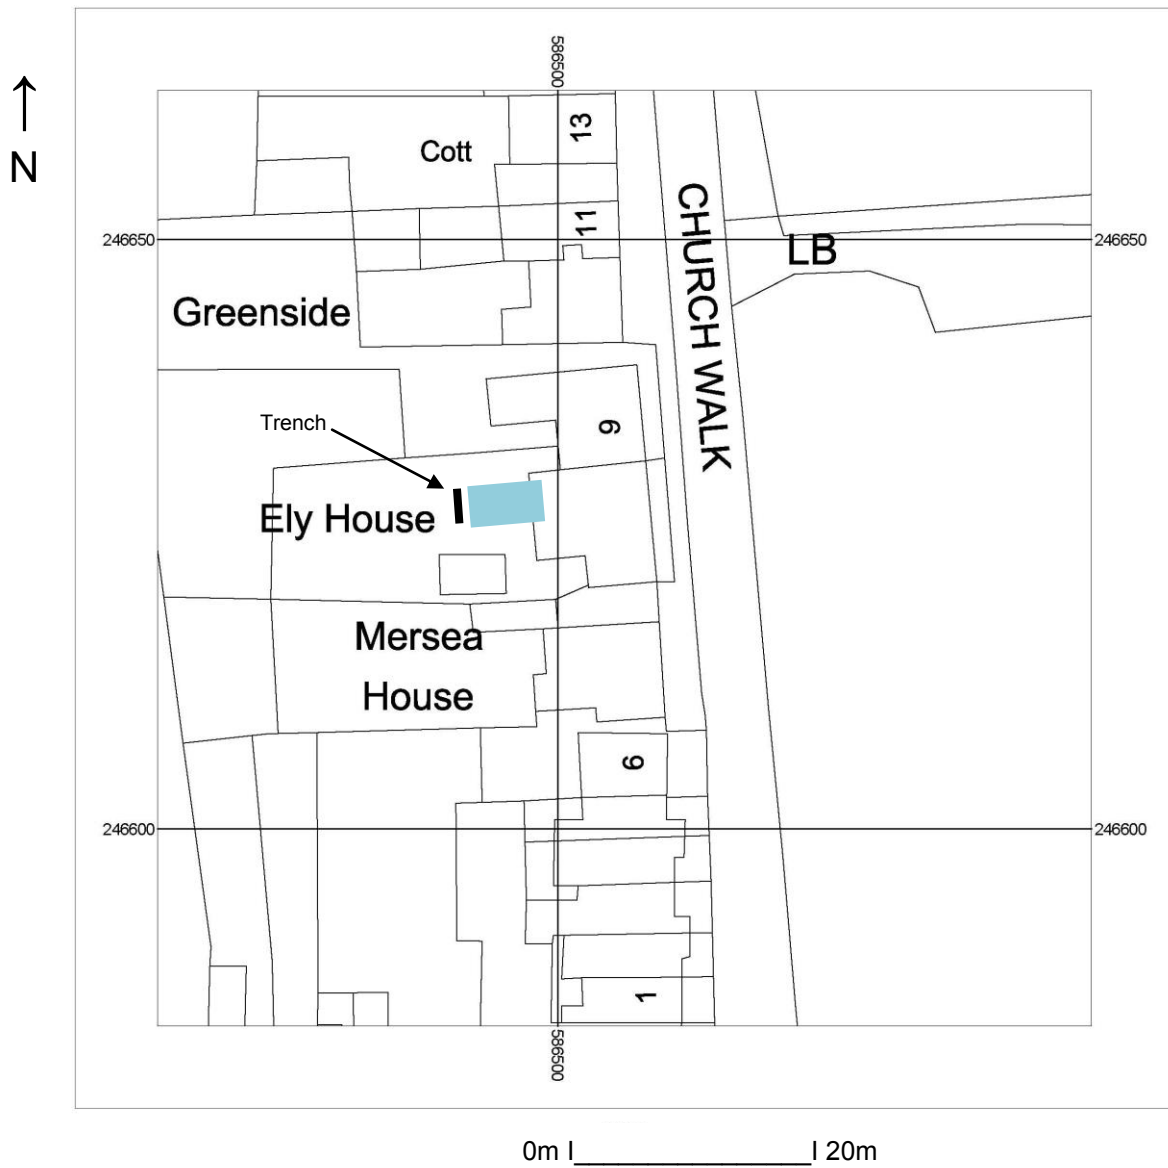 586500
↑
N
13
Cott
11
CHURCH WALK
246650
246650
LB
Greenside
9
Trench
Ely House
Mersea
House
6
246600
246600
1
586500
0m I_________________I 20m